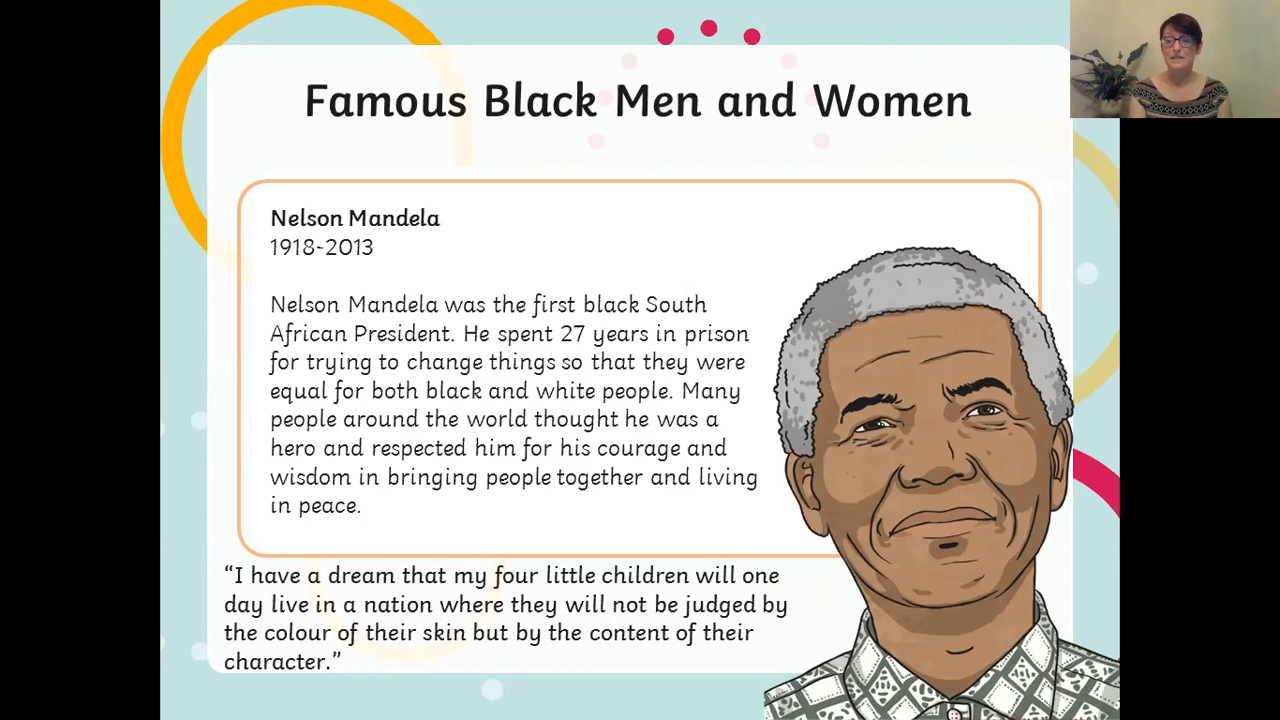 Famous Black Men and Women
Nelson Mandela
1918-2013
Nelson Mandela was the first black South
African President. He spent 27 years in prison
for trying to change things so that they were
equal for both black and white people. Many
people around the world thought he was a
hero and respected him for his courage and
wisdom in bringing people together and living
in peace.
“I have a dream that my four little children will one
day live in a nation where they will not be judged by
the colour of their skin but by the content of their
character.”